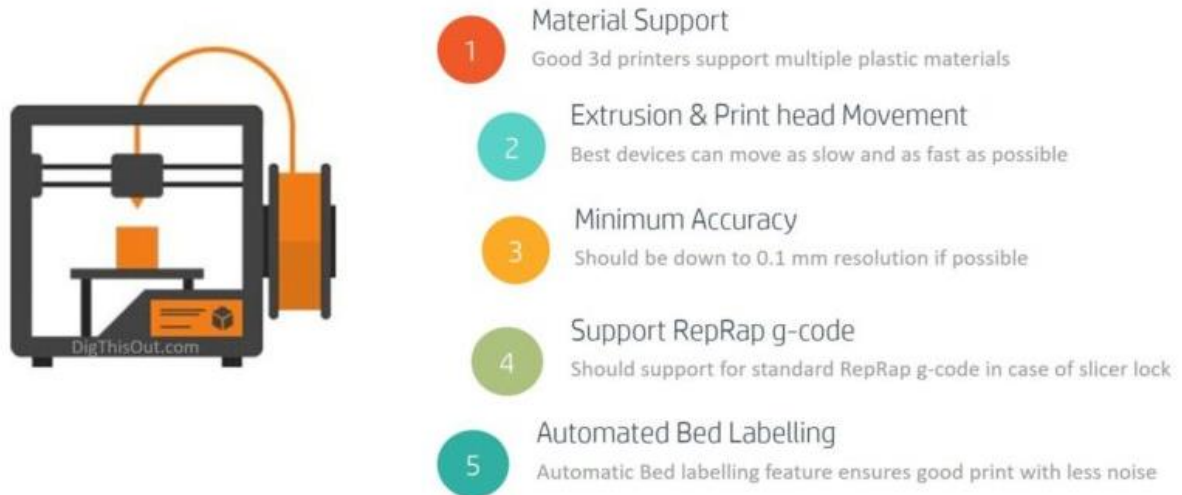 1
Material Support
Good 3d printers support multiple plastic materials
2
Extrusion & Print head Movement
Best devices can move as slow and as fast as possible
3
Minimum Accuracy
Should be down to 0.1 mm resolution if possible
4
Support RepRap g-code
Should support for standard RepRap g-code in case of slicer lock
5
Automated Bed Labelling
Automatic Bed labelling feature ensures good print with less noise
DigThisOut.com